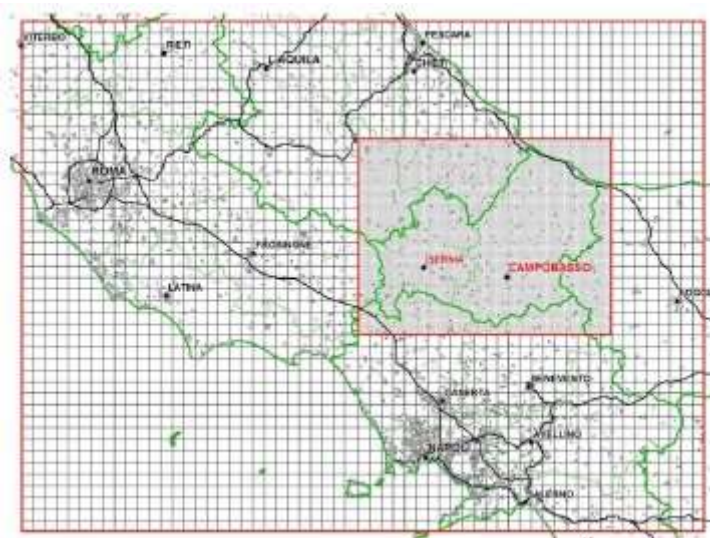 VITERBO
RIETI
L'AQUILA
PESCARA
CHIETI
ROMA
FROSINONE
LATINA
ISERNIA
CAMPOBASSO
CASERTA
BENEVENTO
NAPOLI
AVELLINO
SALERNO